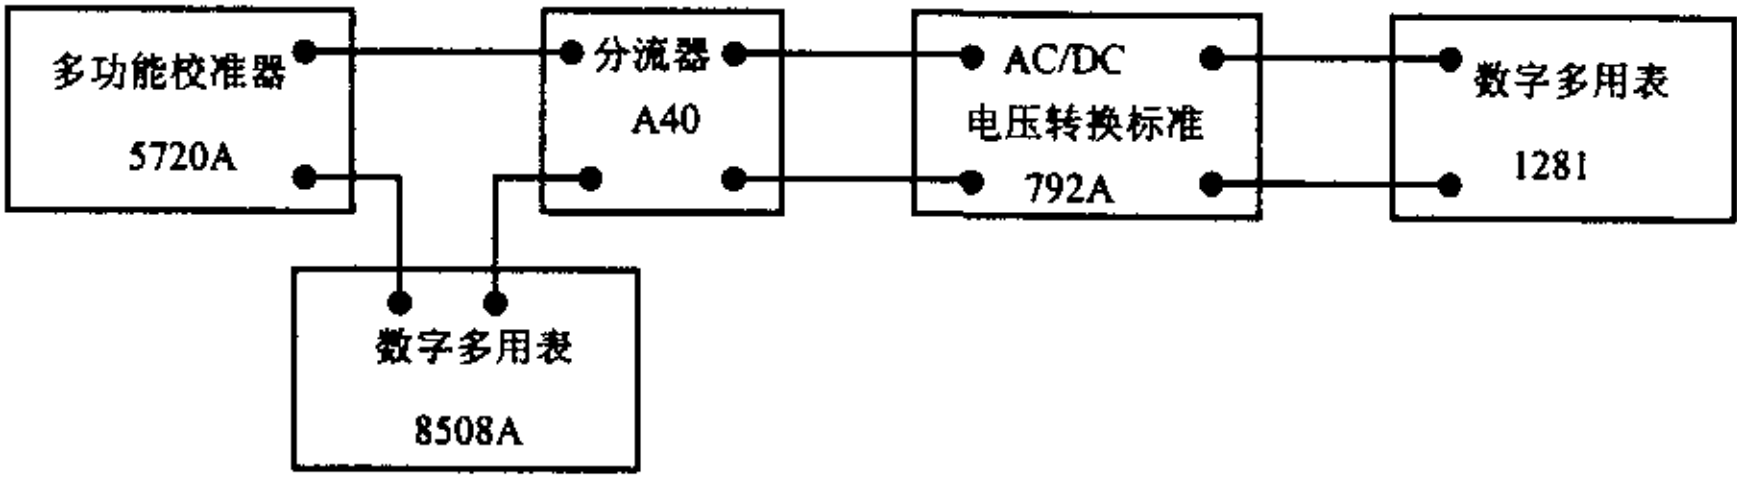 多功能校准器
5720A
分流器
A40
AC/DC
电压转换标准
792A
数字多用表
1281
数字多用表
8508A